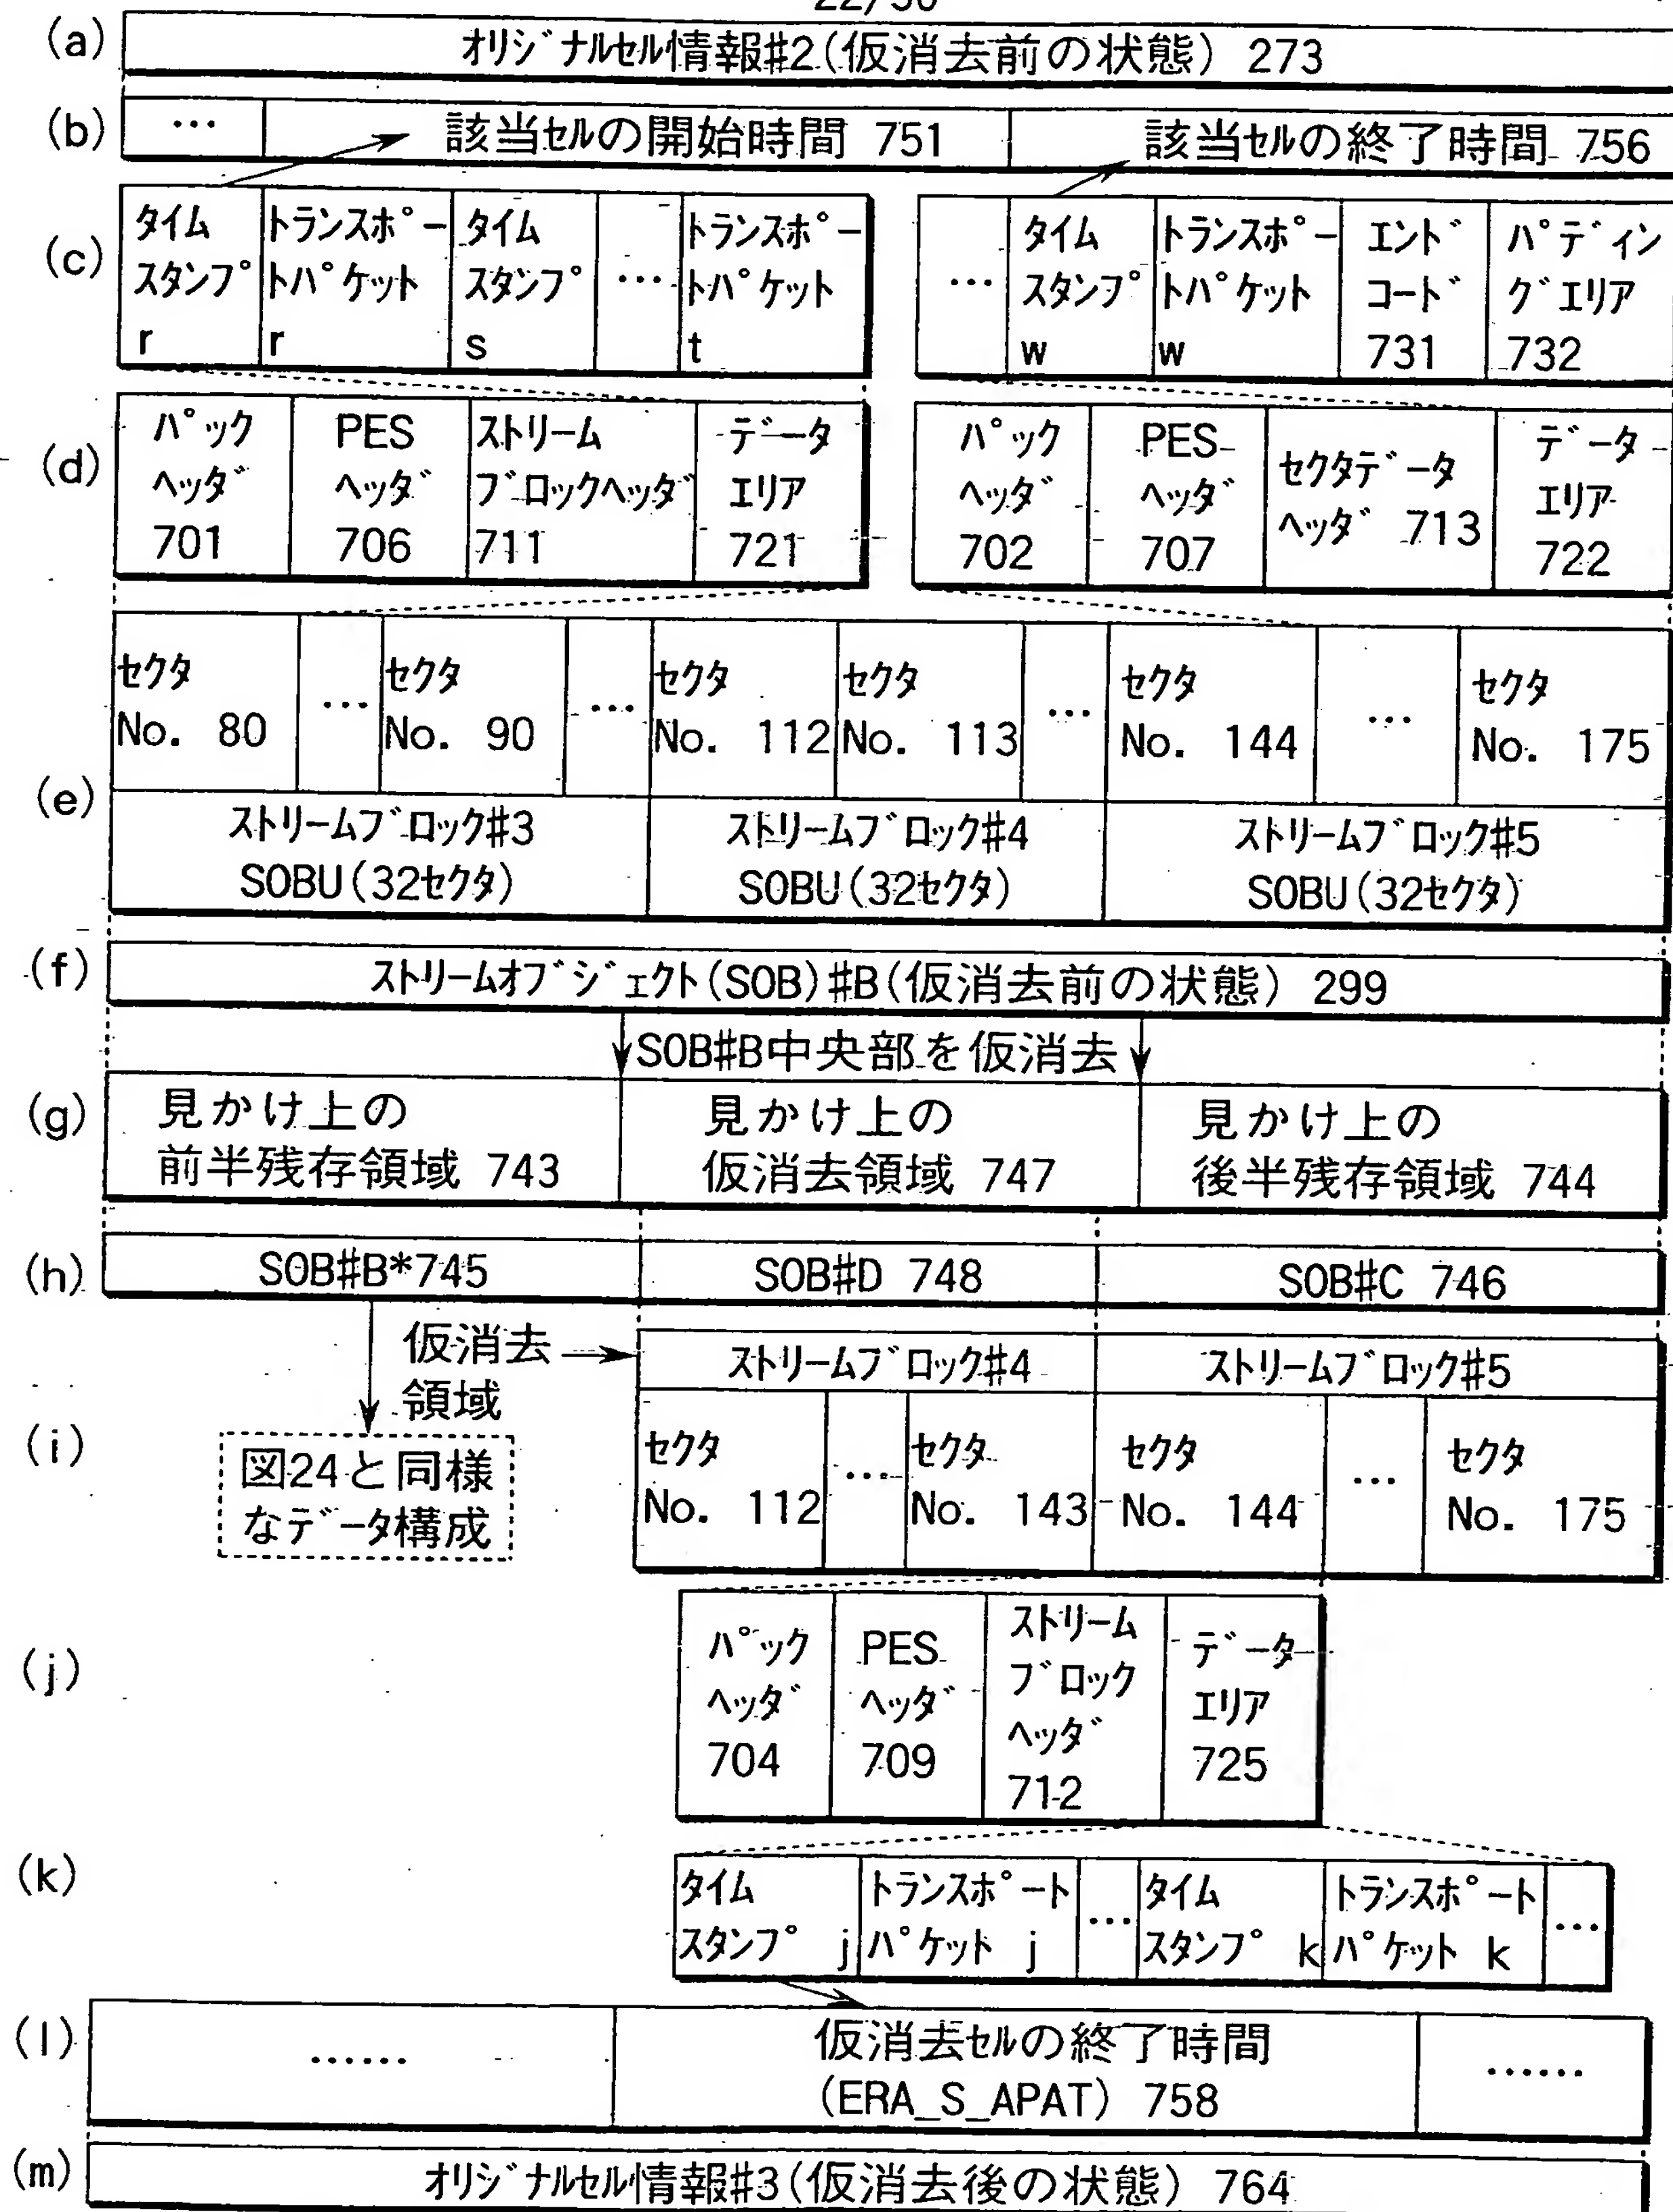 (a) オリジナルセル情報#2(仮消去前の状態) 273
(b) … 該当セルの開始時間 751 該当セルの終了時間 756
(c)
タイム トランスポー タイム トランスポー タイム トランスポー エンド パディン
スタンプ トパケット スタンプ … トパケット … スタンプ トパケット コード グエリア
r r s t w w 731 732
(d)
パック PES ストリーム データ パック PES セクタデータ データ
ヘッダ ヘッダ ブロックヘッダ エリア ヘッダ ヘッダ ヘッダ 713 エリア
701 706 711 721 702 707 722
セクタ セクタ セクタ セクタ セクタ セクタ
No. 80 … No. 90 … No. 112 No. 113 … No. 144 … No. 175
(e)
ストリームブロック#3 ストリームブロック#4 ストリームブロック#5
SOBU(32セクタ) SOBU(32セクタ) SOBU(32セクタ)
(f) ストリームオブジェクト(SOB)#B(仮消去前の状態) 299
SOB#B中央部を仮消去
(g)
見かけ上の 見かけ上の 見かけ上の
前半残存領域 743 仮消去領域 747 後半残存領域 744
(h) SOB#B*745 SOB#D 748 SOB#C 746
仮消去
領域
ストリームブロック#4 ストリームブロック#5
(i)
セクタ セクタ セクタ セクタ
No. 112 … No. 143 No. 144 … No. 175
図24と同様
なデータ構成
(j)
パック PES ストリーム データ
ヘッダ ヘッダ ブロック エリア
704 709 ヘッダ 725
712
(k)
タイム トランスポート タイム トランスポート
スタンプ j パケット j … スタンプ k パケット k …
(l) …… 仮消去セルの終了時間 ……
(ERA_S_APAT) 758
(m) オリジナルセル情報#3(仮消去後の状態) 764